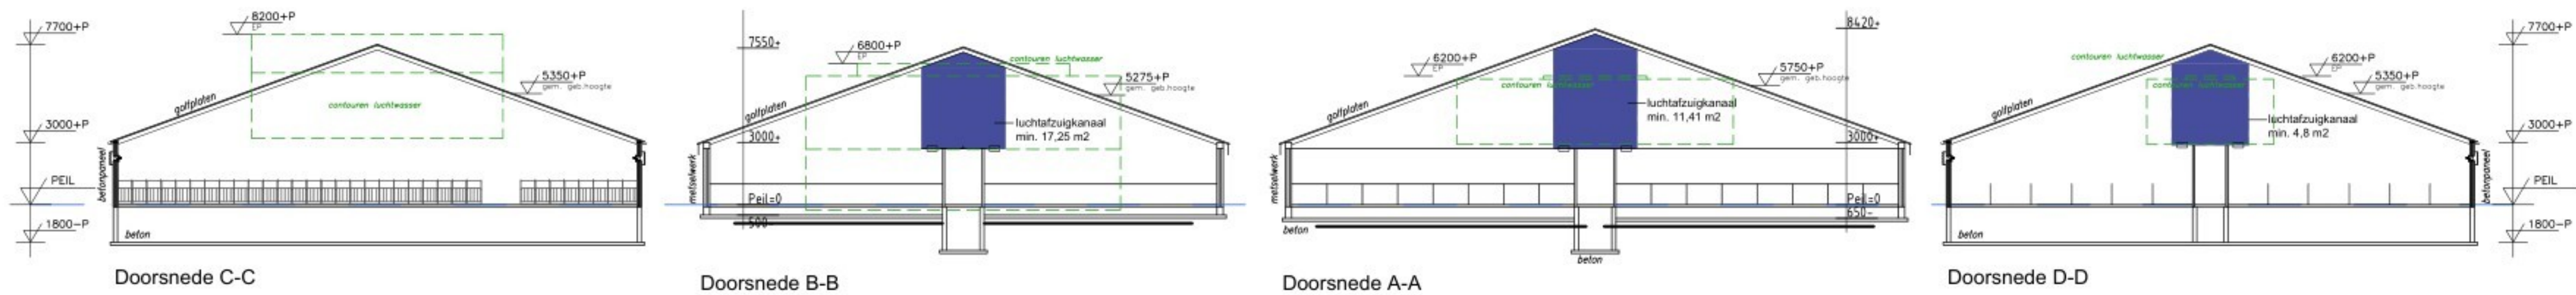 7700+P
3000+P
PEIL
1800-P
8200+P
EP
5350+P
gem. geb.hoogte
golfplaten
contouren luchtwasser
betonpaneel
beton
Doorsnede C-C
7550+
3000+
Peil=0
500-
6800+P
EP
contouren luchtwasser
5275+P
gem. geb.hoogte
golfplaten
luchtafzuigkanaal
min. 17,25 m2
metselwerk
Doorsnede B-B
8420+
6200+P
EP
5750+P
gem. geb.hoogte
contouren luchtwasser
golfplaten
luchtafzuigkanaal
min. 11,41 m2
3000+
metselwerk
Peil=0
650-
beton
beton
Doorsnede A-A
7700+P
contouren luchtwasser
6200+P
EP
5350+P
gem. geb.hoogte
contouren luchtwasser
golfplaten
luchtafzuigkanaal
min. 4,8 m2
3000+P
betonpaneel
PEIL
1800-P
beton
Doorsnede D-D